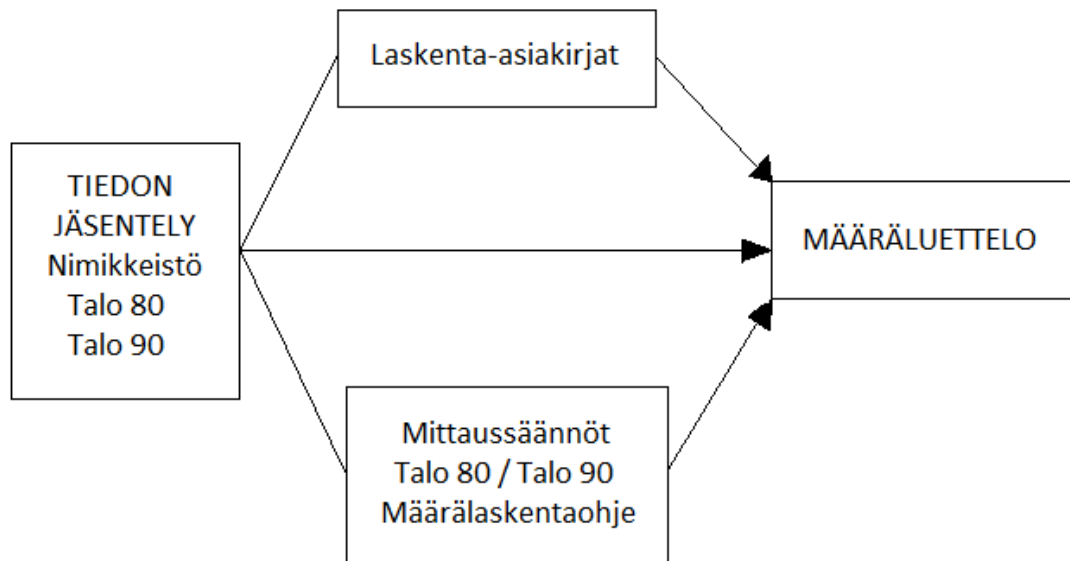 Laskenta-asiakirjat
TIEDON
JÄSENTELY
Nimikkeistö
Talo 80
Talo 90
MÄÄRÄLUETTELO
Mittaussäännöt
Talo 80 / Talo 90
Määrälaskentaohje